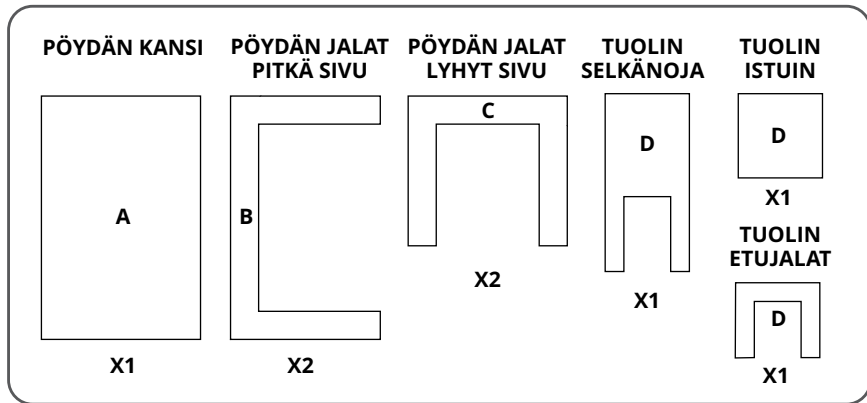 PÖYDÄN KANSI
A
X1
PÖYDÄN JALAT
PITKÄ SIVU
B
X2
PÖYDÄN JALAT
LYHYT SIVU
C
X2
TUOLIN
SELKÄNOJA
D
X1
TUOLIN
ISTUIN
D
X1
TUOLIN
ETUJALAT
D
X1